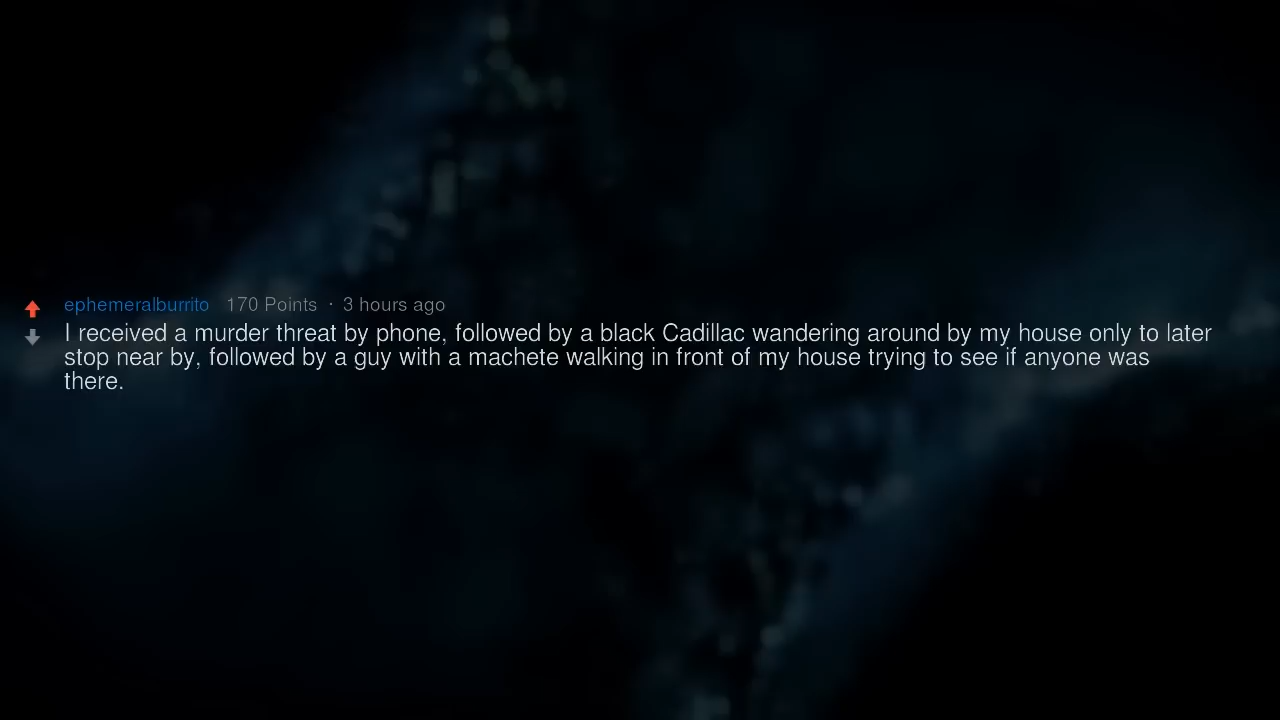 ephemeralburrito 170 Points · 3 hours ago
I received a murder threat by phone, followed by a black Cadillac wandering around by my house only to later
stop near by, followed by a guy with a machete walking in front of my house trying to see if anyone was
there.